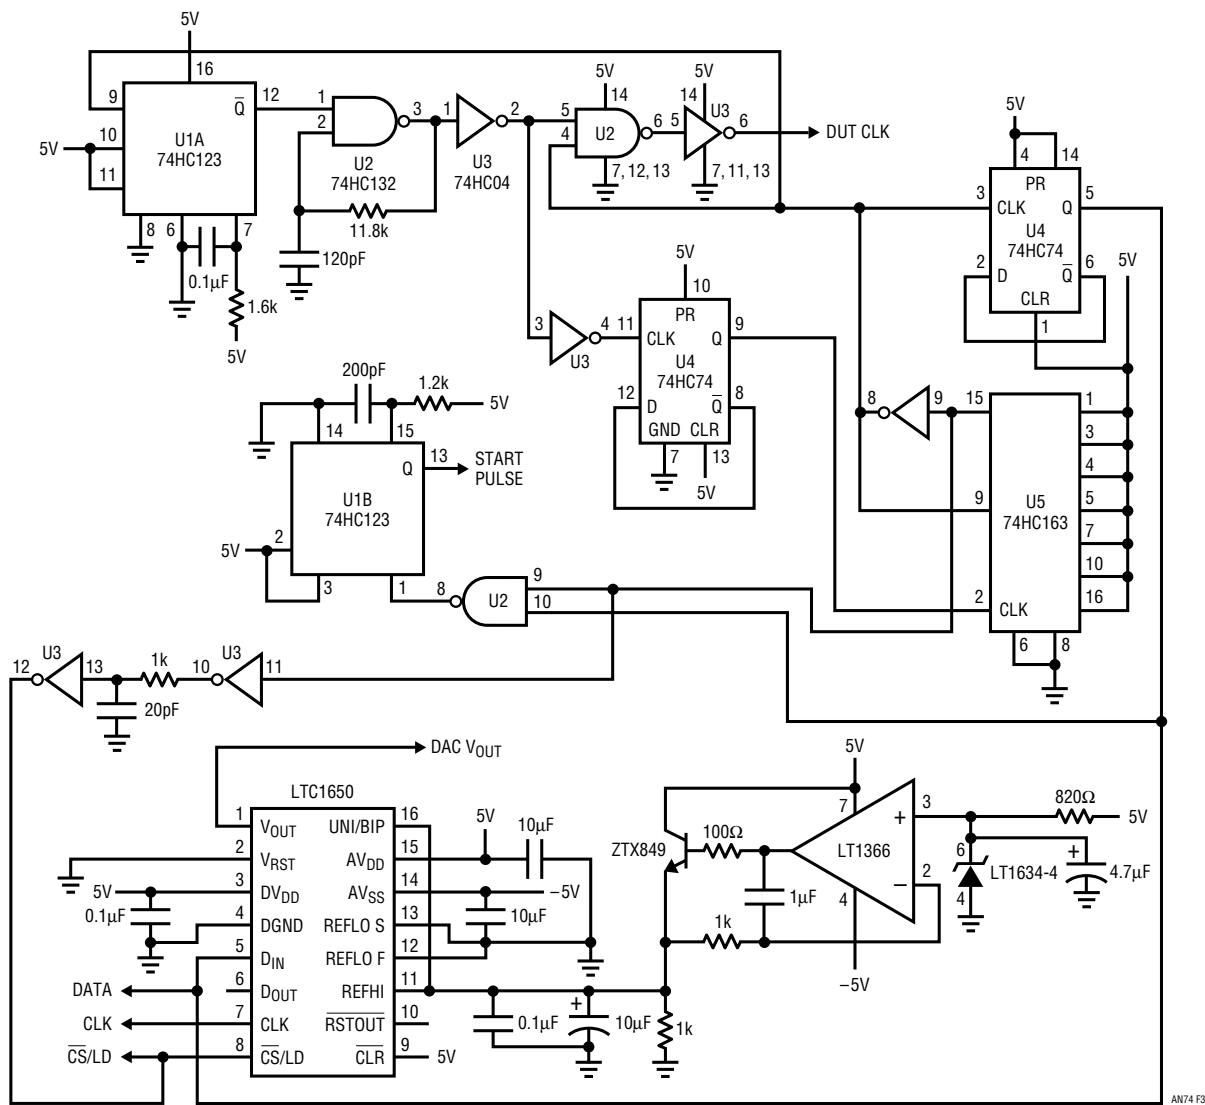 5V
16
9
12
Q
1
2
3
1
2
10
5V
U1A
74HC123
11
U2
74HC132
U3
74HC04
8
6
7
11.8k
0.1µF
120pF
1.6k
5V
5V
14
5V
14
U3
5
4
U2
6
5
6
DUT CLK
7, 12, 13
7, 11, 13
5V
4
14
PR
3
CLK
Q
5
U4
74HC74
2
D
Q
6
CLR
1
5V
5V
10
PR
3
4
11
CLK
Q
9
U3
U4
74HC74
12
D
Q
8
GND
CLR
7
13
5V
200pF
1.2k
5V
14
15
Q
13
START
PULSE
U1B
74HC123
5V
2
3
1
8
U2
9
10
8
9
15
1
3
4
9
U5
74HC163
5
7
10
2
CLK
16
6
8
12
U3
13
1k
10
U3
11
20pF
DAC VOUT
LTC1650
1
VOUT
UNI/BIP
16
2
VRST
AVDD
15
5V
10µF
5V
3
DVDD
AVSS
14
–5V
0.1µF
4
DGND
REFLO S
13
10µF
5
DIN
REFLO F
12
DATA
6
DOUT
REFHI
11
CLK
7
CLK
RSTOUT
10
CS/LD
8
CS/LD
CLR
9
5V
0.1µF
+
10µF
1k
5V
7
+
3
820Ω
5V
ZTX849
100Ω
LT1366
6
LT1634-4
+
4.7µF
4
1µF
–
2
4
1k
–5V
AN74 F3